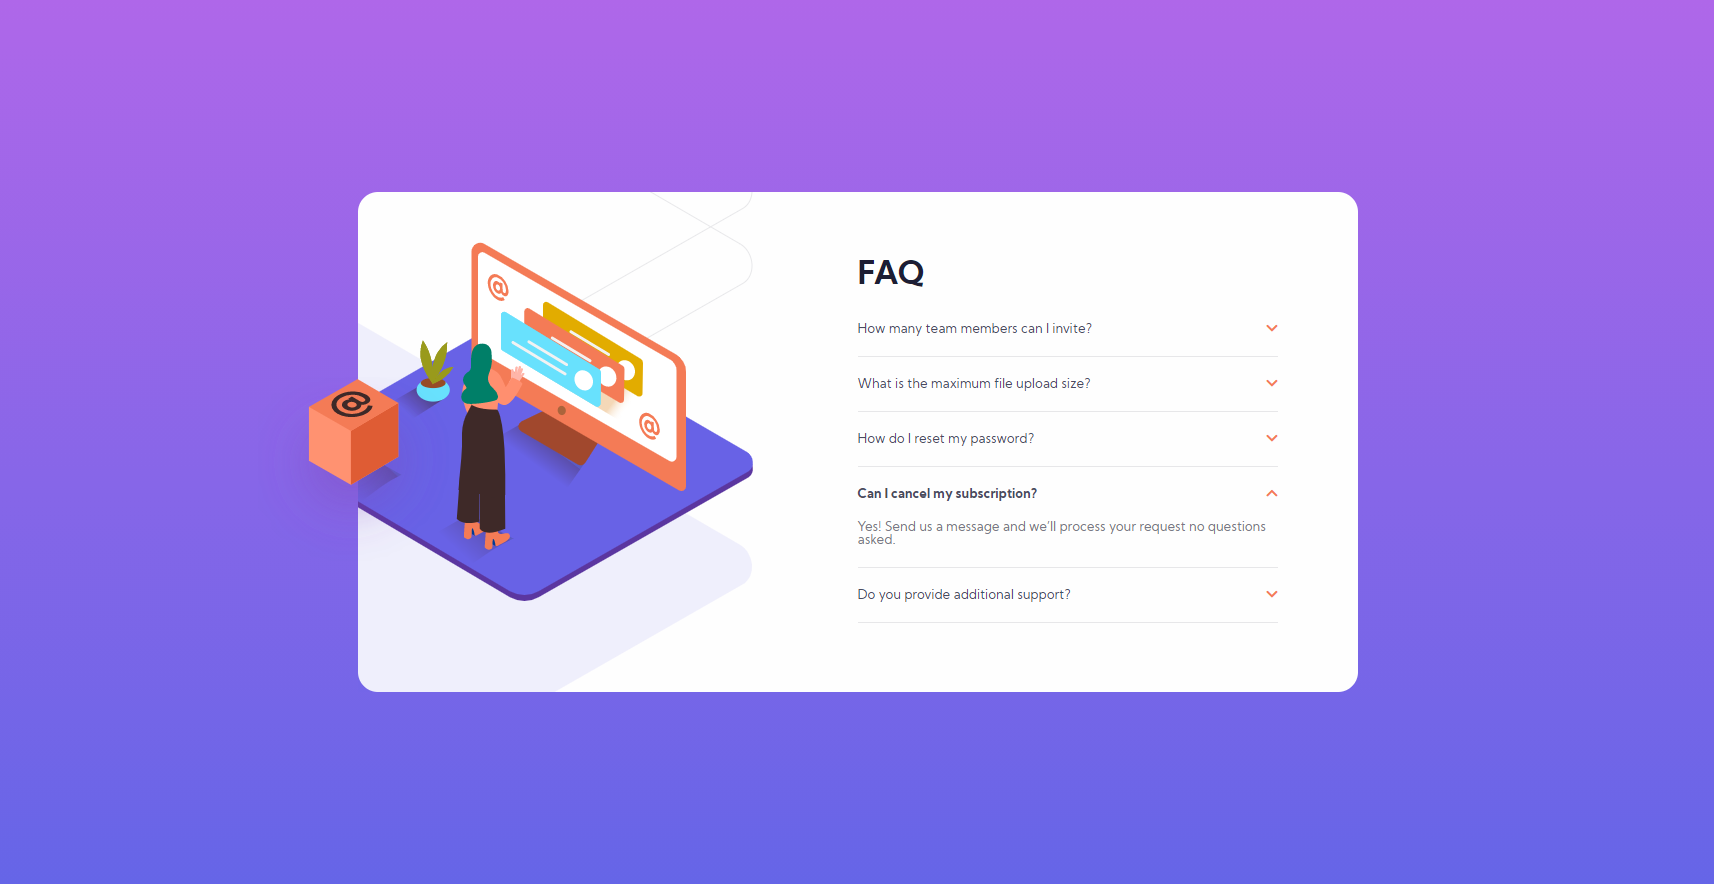 FAQ
How many team members can I invite?
What is the maximum file upload size?
How do I reset my password?
Can I cancel my subscription?
Yes! Send us a message and we’ll process your request no questions
asked.
Do you provide additional support?
@
@
@